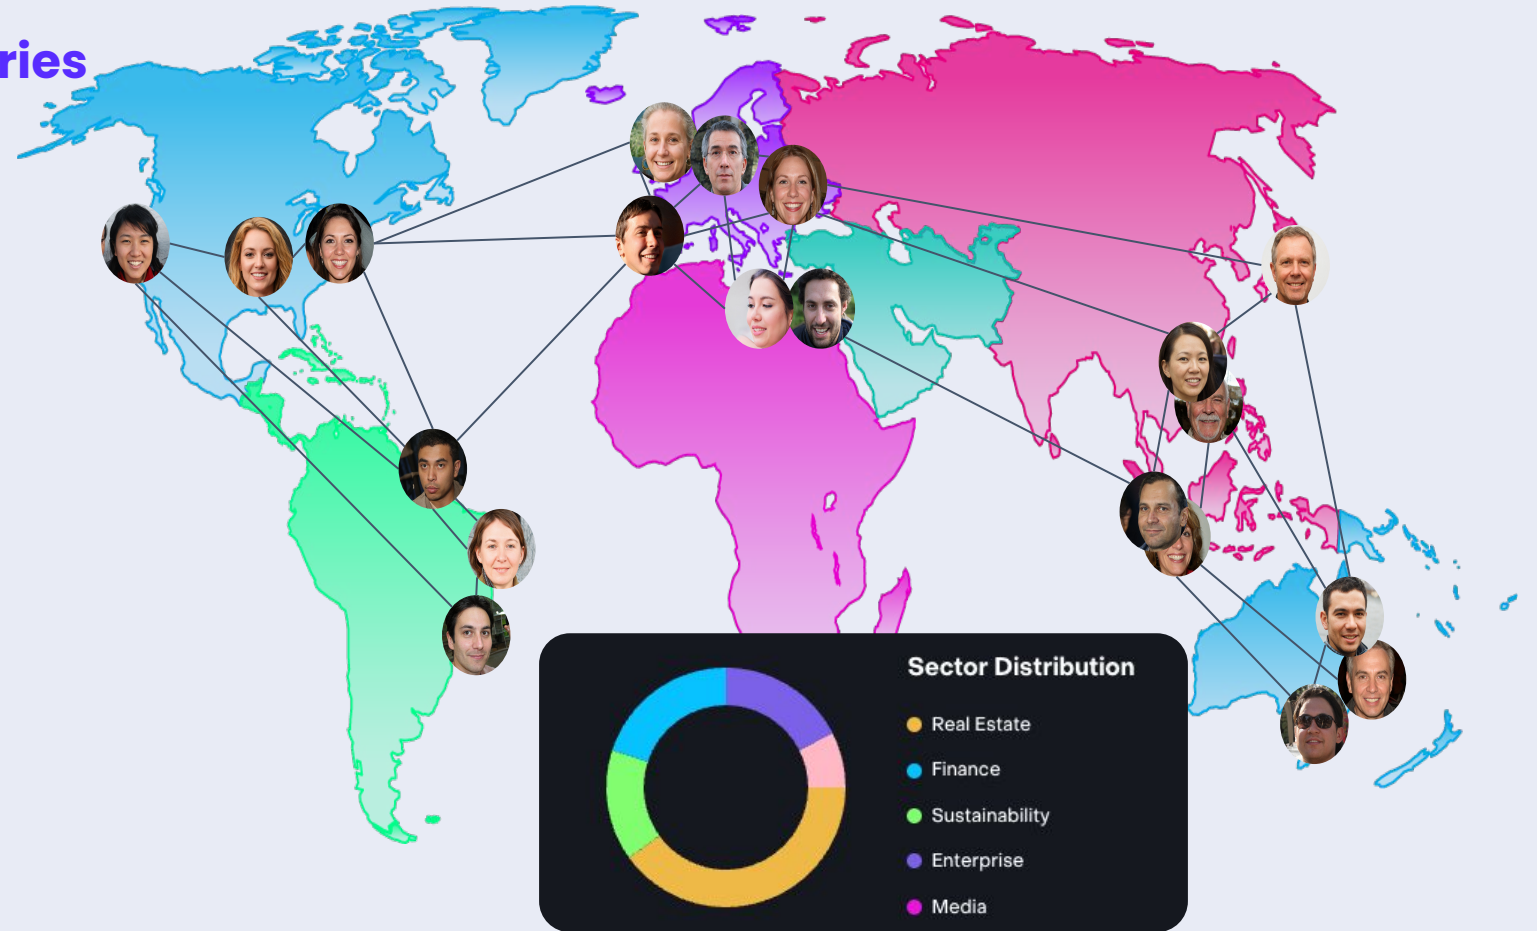 ries
Sector Distribution
Real Estate
Finance
Sustainability
Enterprise
Media